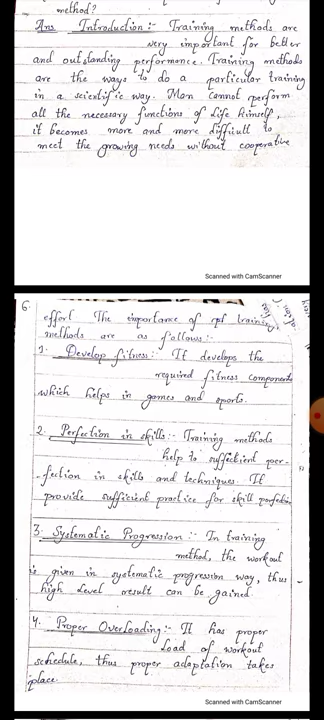 method?
Ans Introduction :- Training methods are
very important for better
and outstanding performance. Training methods
are the ways to do a particular training
in a scientific way. Man cannot perform
all the necessary functions of life himself,
it becomes more and more difficult to
meet the growing needs without cooperative
Scanned with CamScanner
6.
effort The importance of training
methods are as follows:-
1. Develop fitness:- It develops the
required fitness components
which helps in games and sports.
2. Perfection in skills:- Training methods
help to suffectient per-
-fection in skills and techniques. It
provide sufficient practice for skill perfection
3. Systematic Progression :- In training
method, the workout
is given in systematic progression way, thus
high level result can be gained.
4. Proper Overloading:- It has proper
load of workout
schedule, thus proper adaptation takes
place.
Scanned with CamScanner